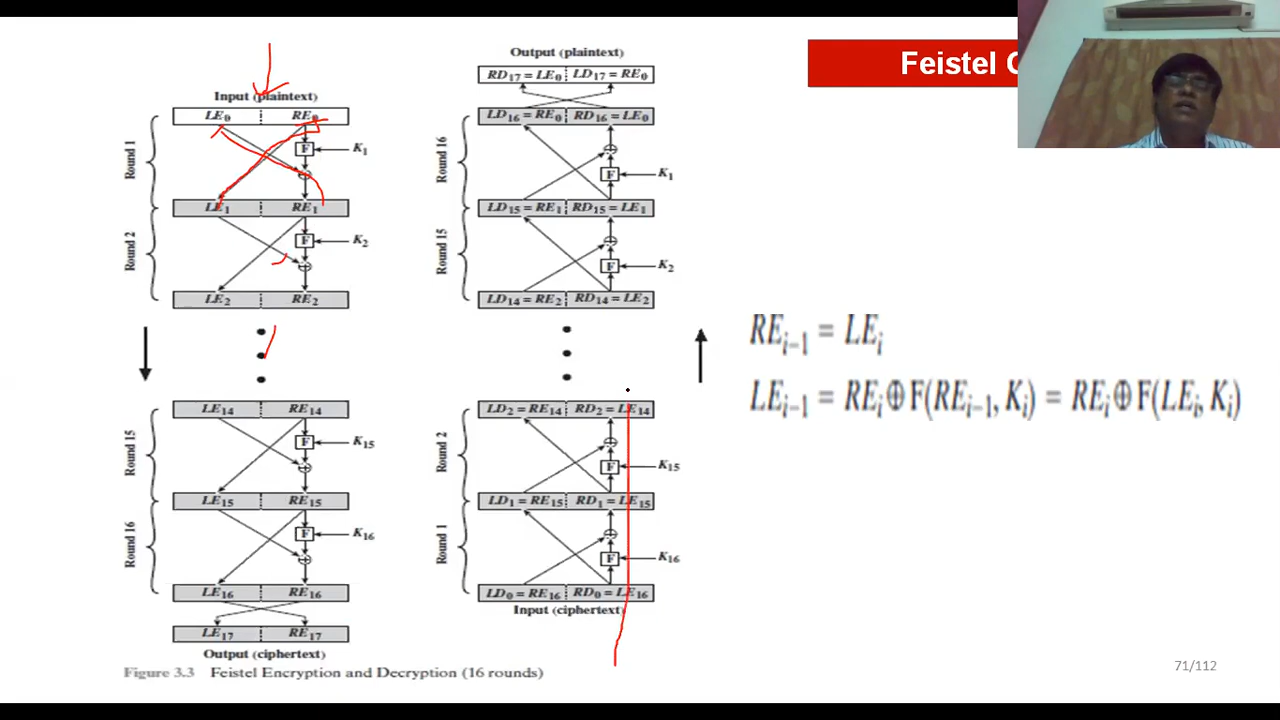 Feistel
Input (plaintext)
LE0 RE0
Round 1
F
K1
LE1 RE1
Round 2
F
K2
LE2 RE2
LE14 RE14
Round 15
F
K15
LE15 RE15
Round 16
F
K16
LE16 RE16
LE17 RE17
Output (ciphertext)
Output (plaintext)
RD17 = LE0 LD17 = RE0
LD16 = RE0 RD16 = LE0
Round 16
F
K1
LD15 = RE1 RD15 = LE1
Round 15
F
K2
LD14 = RE2 RD14 = LE2
LD2 = RE14 RD2 = LE14
Round 2
F
K15
LD1 = RE15 RD1 = LE15
Round 1
F
K16
LD0 = RE16 RD0 = LE16
Input (ciphertext)
Figure 3.3 Feistel Encryption and Decryption (16 rounds)
REi−1 = LEi
LEi−1 = REi ⊕ F(REi−1, Ki) = REi ⊕ F(LEi, Ki)
71/112